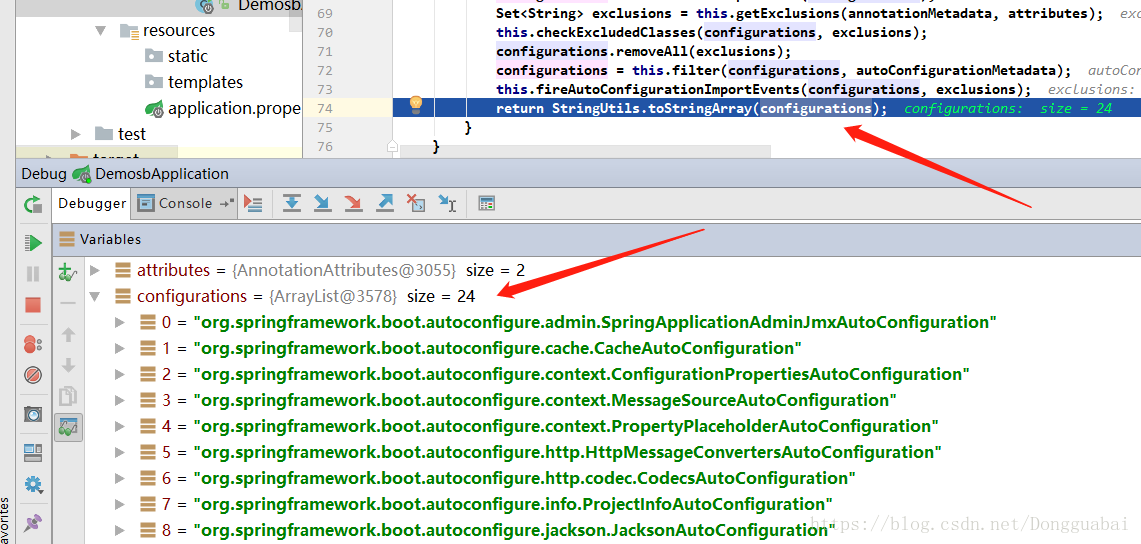 Demosb
resources
static
templates
application.prope
test
69 Set<String> exclusions = this.getExclusions(annotationMetadata, attributes);
70 this.checkExcludedClasses(configurations, exclusions);
71 configurations.removeAll(exclusions);
72 configurations = this.filter(configurations, autoConfigurationMetadata); autoCon
73 this.fireAutoConfigurationImportEvents(configurations, exclusions); exclusions:
74 return StringUtils.toStringArray(configurations); configurations: size = 24
75 }
76 }
Debug DemosbApplication
Debugger Console
Variables
attributes = {AnnotationAttributes@3055} size = 2
configurations = {ArrayList@3578} size = 24
0 = "org.springframework.boot.autoconfigure.admin.SpringApplicationAdminJmxAutoConfiguration"
1 = "org.springframework.boot.autoconfigure.cache.CacheAutoConfiguration"
2 = "org.springframework.boot.autoconfigure.context.ConfigurationPropertiesAutoConfiguration"
3 = "org.springframework.boot.autoconfigure.context.MessageSourceAutoConfiguration"
4 = "org.springframework.boot.autoconfigure.context.PropertyPlaceholderAutoConfiguration"
5 = "org.springframework.boot.autoconfigure.http.HttpMessageConvertersAutoConfiguration"
6 = "org.springframework.boot.autoconfigure.http.codec.CodecsAutoConfiguration"
7 = "org.springframework.boot.autoconfigure.info.ProjectInfoAutoConfiguration"
8 = "org.springframework.boot.autoconfigure.jackson.JacksonAutoConfiguration"
avorites
https://blog.csdn.net/Dongguabai